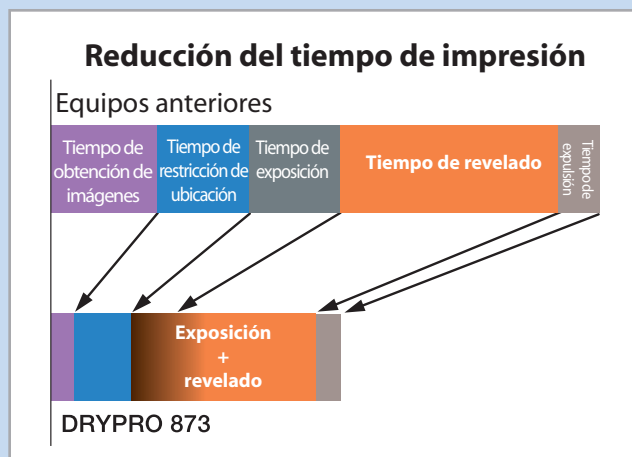 Reducción del tiempo de impresión
Equipos anteriores
Tiempo de
obtención de
imágenes
Tiempo de
restricción de
ubicación
Tiempo de
exposición
Tiempo de revelado
Tiempo de
expulsión
Exposición
+
revelado
DRYPRO 873